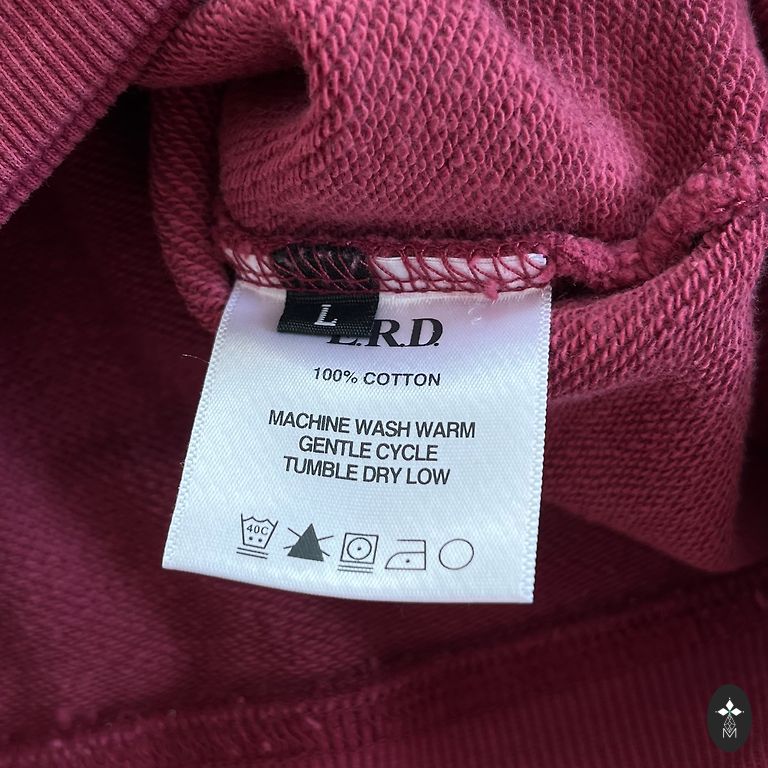 L
E.R.D.
100% COTTON
MACHINE WASH WARM
GENTLE CYCLE
TUMBLE DRY LOW
40C
M